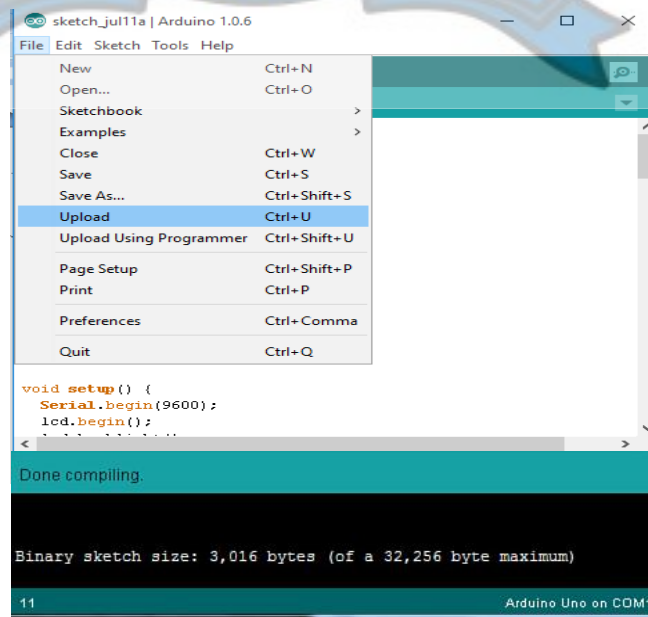 sketch_jul11a | Arduino 1.0.6
File Edit Sketch Tools Help
New Ctrl+N
Open... Ctrl+O
Sketchbook >
Examples >
Close Ctrl+W
Save Ctrl+S
Save As... Ctrl+Shift+S
Upload Ctrl+U
Upload Using Programmer Ctrl+Shift+U
Page Setup Ctrl+Shift+P
Print Ctrl+P
Preferences Ctrl+Comma
Quit Ctrl+Q
void setup() {
Serial.begin(9600);
lcd.begin();
Done compiling.
Binary sketch size: 3,016 bytes (of a 32,256 byte maximum)
11 Arduino Uno on COM